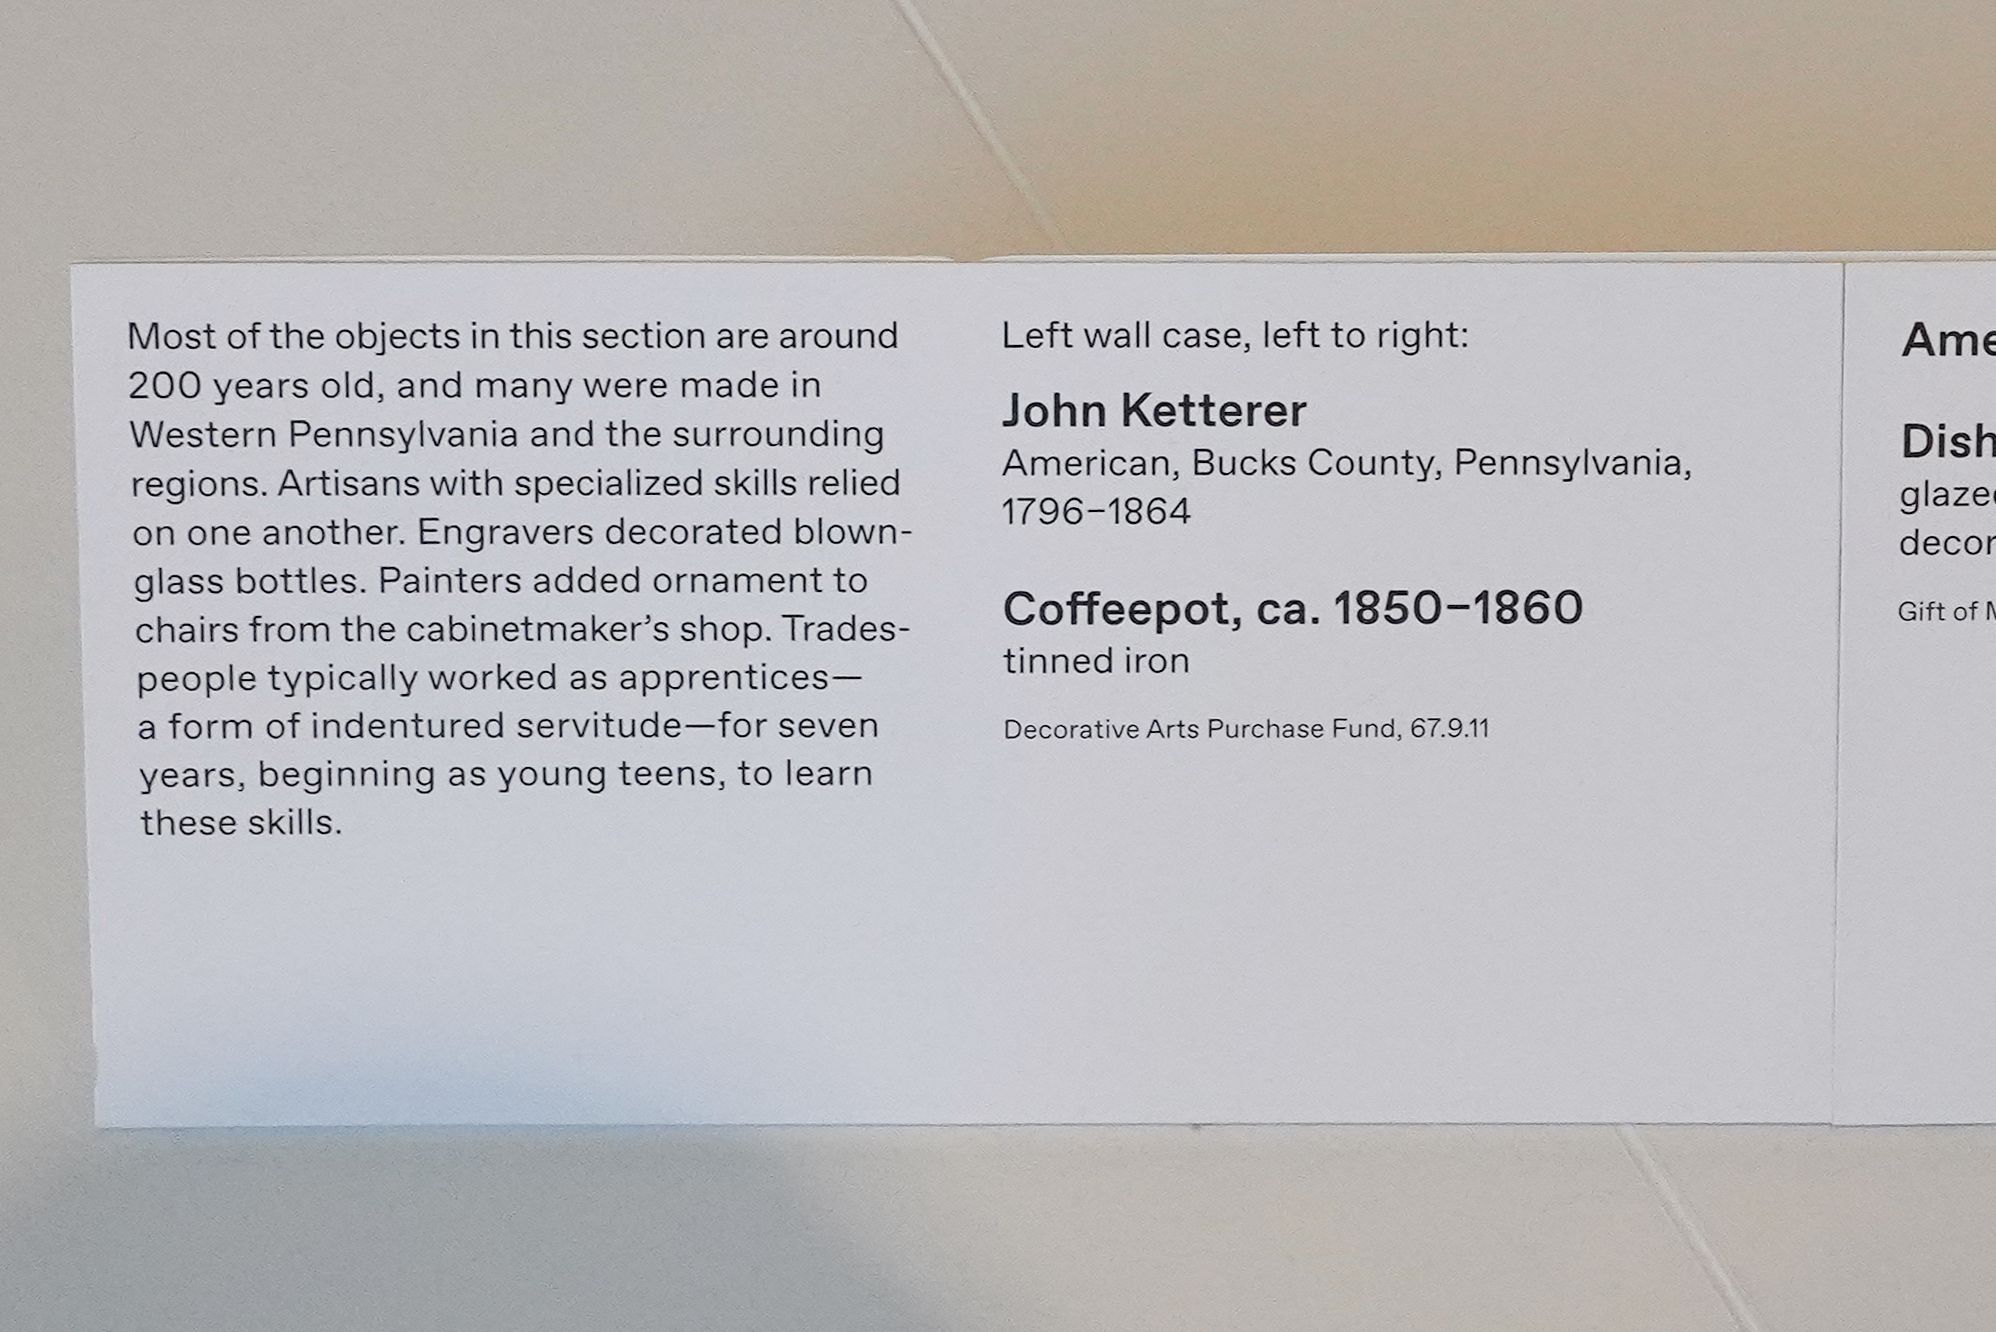 Most of the objects in this section are around
200 years old, and many were made in
Western Pennsylvania and the surrounding
regions. Artisans with specialized skills relied
on one another. Engravers decorated blown-
glass bottles. Painters added ornament to
chairs from the cabinetmaker’s shop. Trades-
people typically worked as apprentices—
a form of indentured servitude—for seven
years, beginning as young teens, to learn
these skills.
Left wall case, left to right:
John Ketterer
American, Bucks County, Pennsylvania,
1796–1864
Coffeepot, ca. 1850–1860
tinned iron
Decorative Arts Purchase Fund, 67.9.11
Dish
Gift of